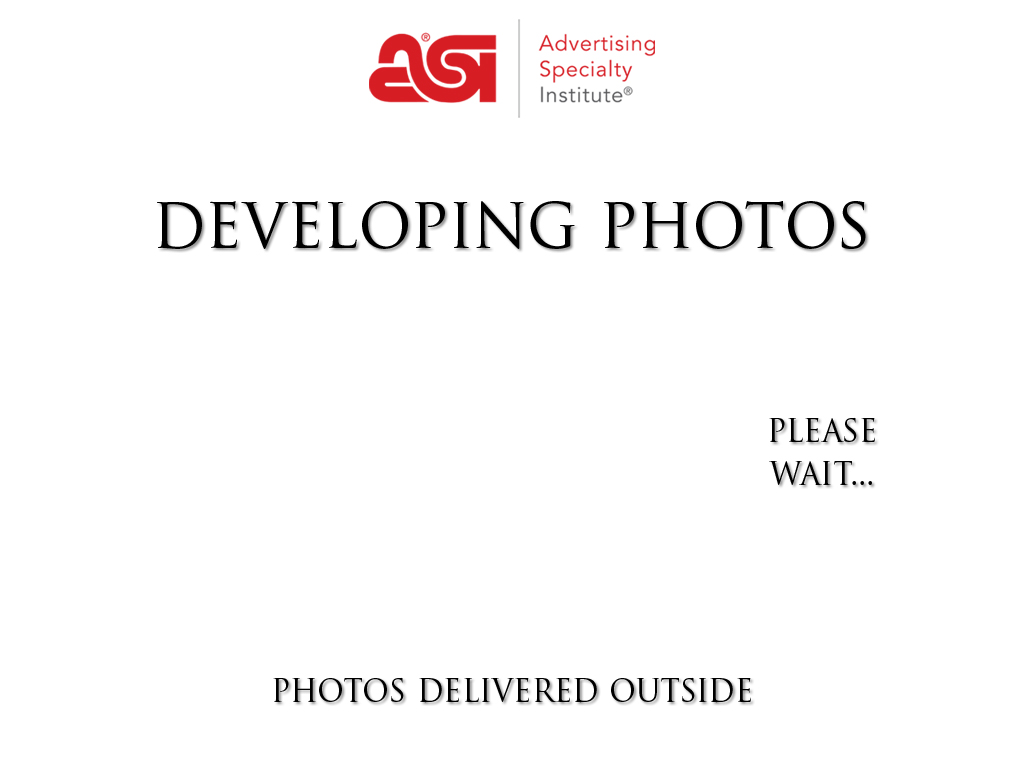 asi®
Advertising
Specialty
Institute®
DEVELOPING PHOTOS
PLEASE
WAIT...
PHOTOS DELIVERED OUTSIDE